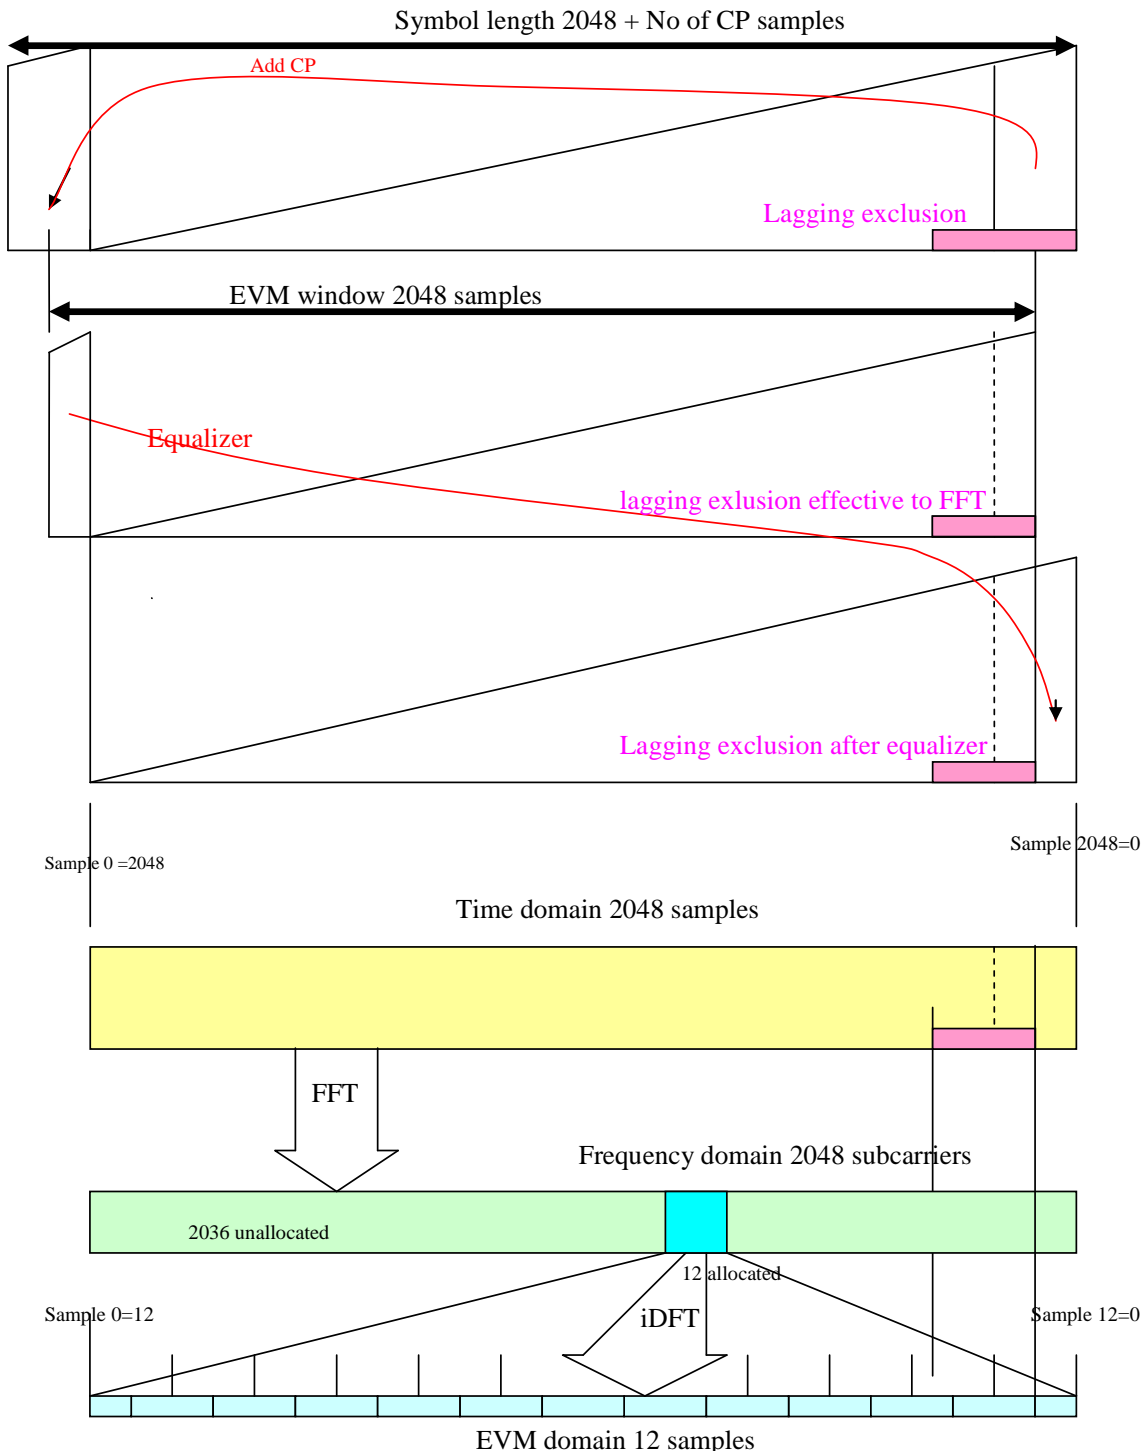 Symbol length 2048 + No of CP samples
Add CP
Lagging exclusion
EVM window 2048 samples
Equalizer
lagging exlusion effective to FFT
Lagging exclusion after equalizer
Sample 2048=0
Sample 0 =2048
Time domain 2048 samples
FFT
Frequency domain 2048 subcarriers
2036 unallocated
12 allocated
Sample 0=12
iDFT
Sample 12=0
EVM domain 12 samples